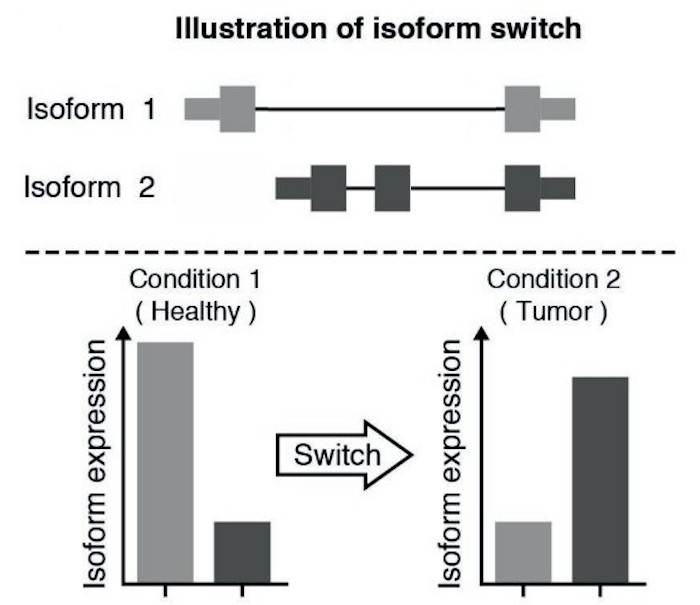 Illustration of isoform switch
Isoform 1
Isoform 2
Condition 1
( Healthy )
Condition 2
( Tumor )
Isoform expression
Switch
Isoform expression